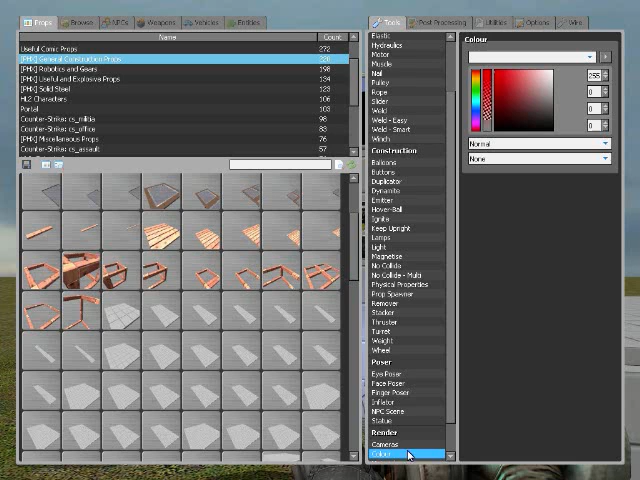 Props Browse NPCs Weapons Vehicles Entities
Name Count
Useful Comic Props 272
[PHX] General Construction Props 220
[PHX] Robotics and Gears 198
[PHX] Useful and Explosive Props 134
[PHX] Solid Steel 123
HL2 Characters 106
Portal 103
Counter-Strike: cs_militia 98
Counter-Strike: cs_office 83
[PHX] Miscellaneous Props 76
Counter-Strike: cs_assault 57
Tools Post Processing Utilities Options Wire
Elastic
Hydraulics
Motor
Muscle
Nail
Pulley
Rope
Slider
Weld
Weld - Easy
Weld - Smart
Winch
Construction
Balloons
Buttons
Duplicator
Dynamite
Emitter
Hover-Ball
Ignite
Keep Upright
Lamps
Light
Magnetise
No Collide
No Collide - Multi
Physical Properties
Prop Spawner
Remover
Stacker
Thruster
Turret
Weight
Wheel
Poser
Eye Poser
Face Poser
Finger Poser
Inflator
NPC Scene
Statue
Render
Cameras
Colour
Colour
255
0
0
0
Normal
None